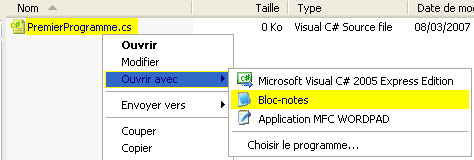 Nom Taille Type Date de mod
PremierProgramme.cs 0 Ko Visual C# Source file 08/03/2007
Ouvrir
Modifier
Ouvrir avec
Microsoft Visual C# 2005 Express Edition
Bloc-notes
Application MFC WORDPAD
Choisir le programme...
Envoyer vers
Couper
Copier